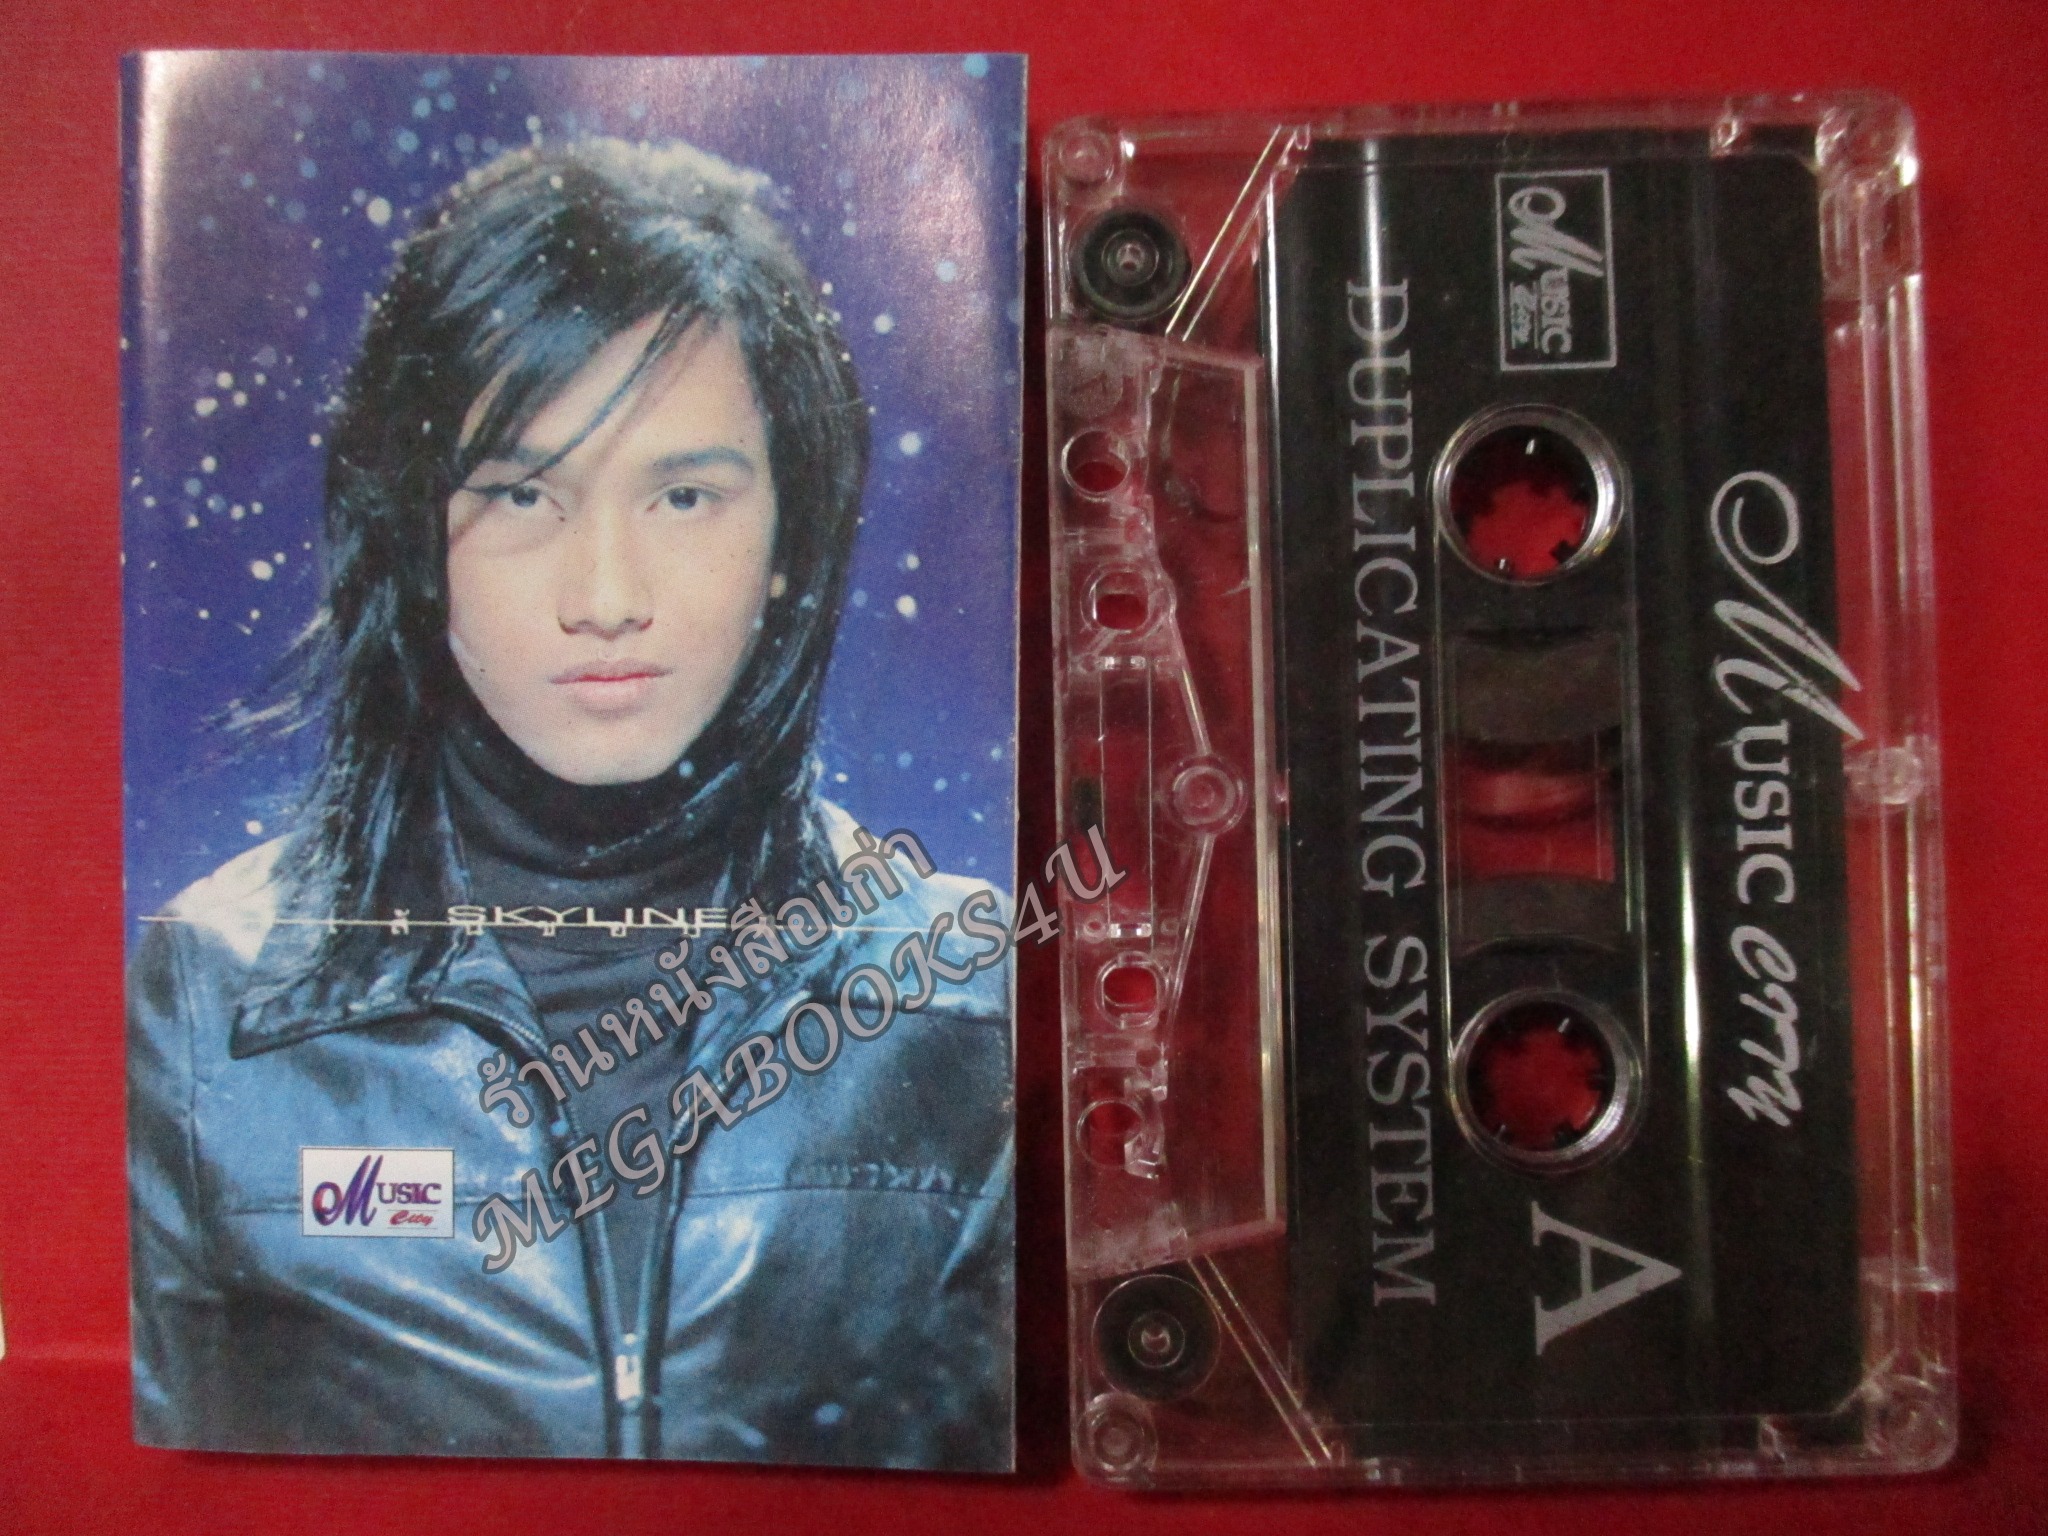 SKYLINE
MUSIC
City
ร้านหนังสือเก่า
MEGABOOKS4U
MUSIC
City
DUPLICATING SYSTEM
MUSIC City
A